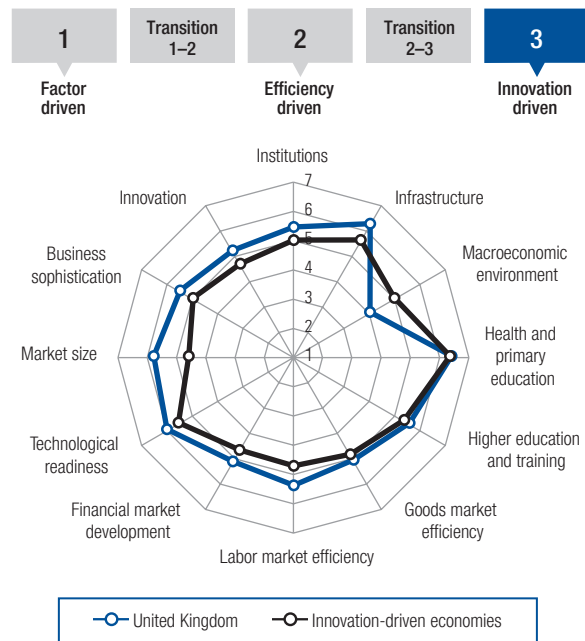 1
Transition
1–2
2
Transition
2–3
3
Factor
driven
Efficiency
driven
Innovation
driven
Institutions
7
Innovation
6
Infrastructure
5
Business
sophistication
4
Macroeconomic
environment
3
2
Market size
1
Health and
primary
education
Technological
readiness
Higher education
and training
Financial market
development
Goods market
efficiency
Labor market efficiency
United Kingdom
Innovation-driven economies